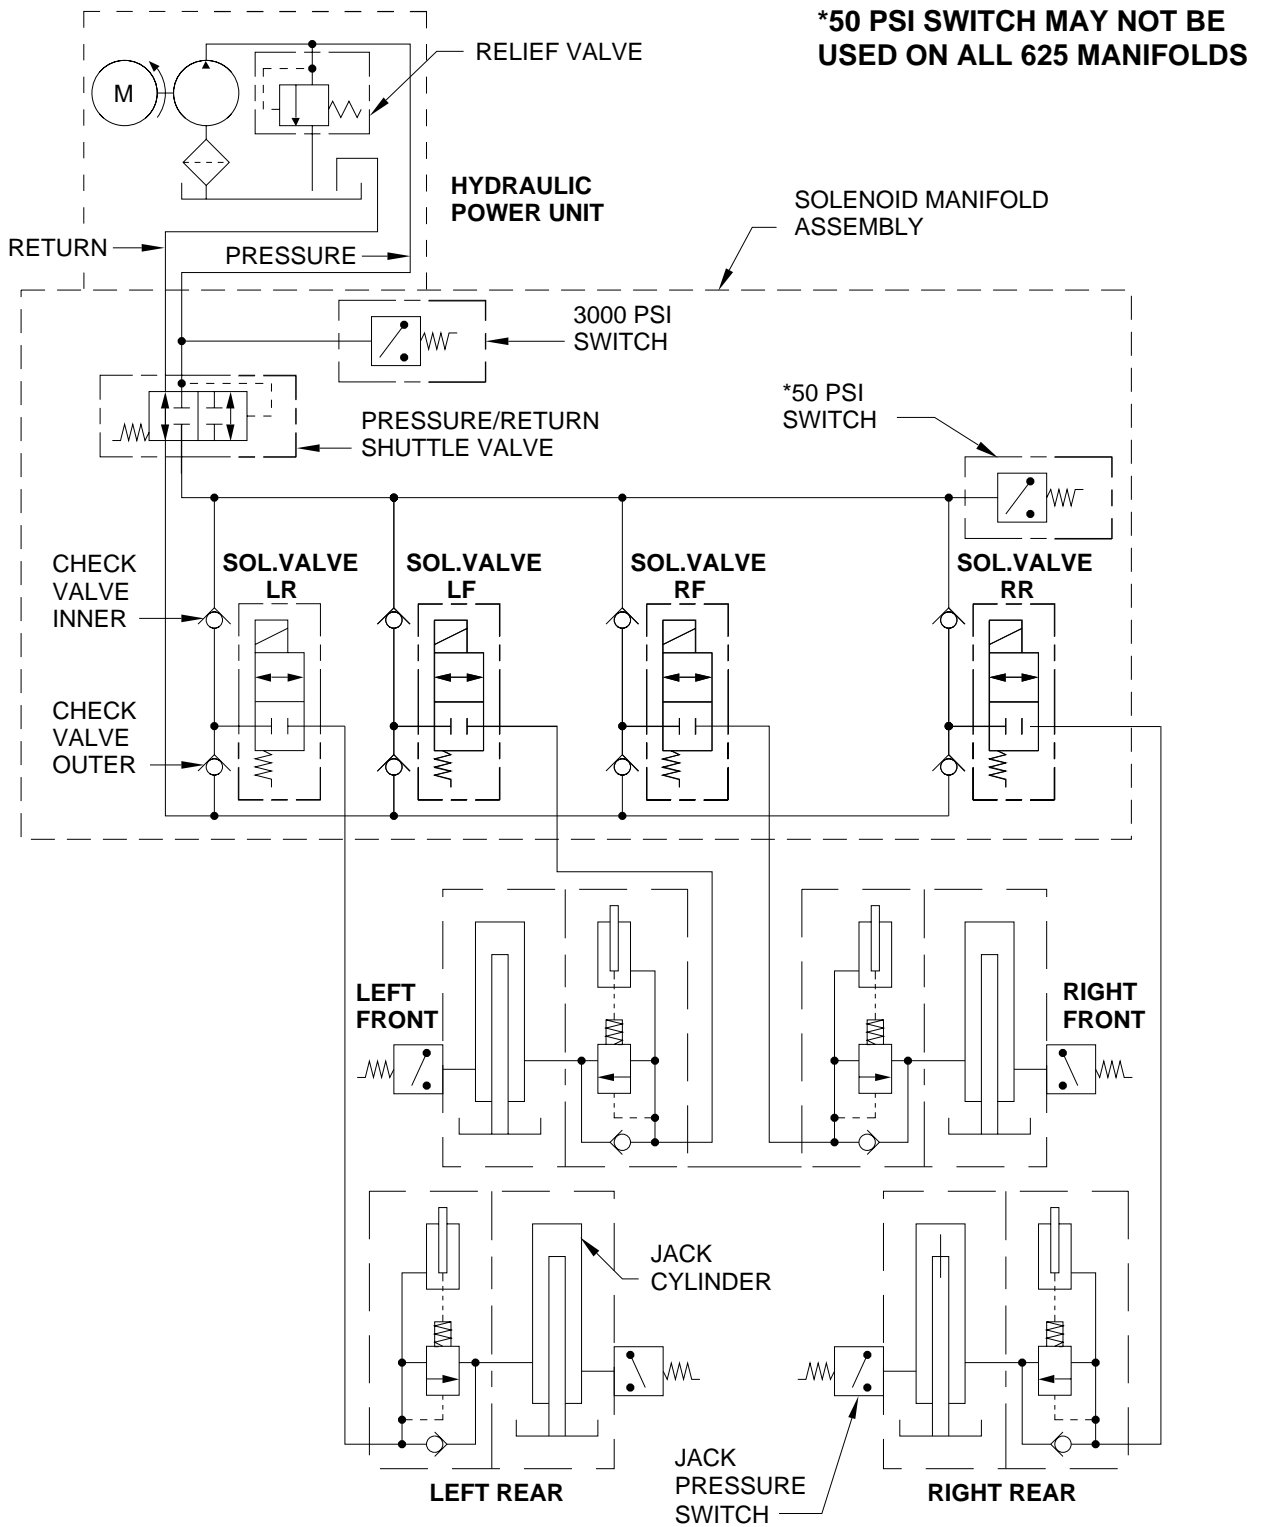 *50 PSI SWITCH MAY NOT BE
USED ON ALL 625 MANIFOLDS
RELIEF VALVE
M
HYDRAULIC
POWER UNIT
SOLENOID MANIFOLD
ASSEMBLY
RETURN
PRESSURE
3000 PSI
SWITCH
*50 PSI
SWITCH
PRESSURE/RETURN
SHUTTLE VALVE
CHECK
VALVE
INNER
SOL.VALVE
LR
SOL.VALVE
LF
SOL.VALVE
RF
SOL.VALVE
RR
CHECK
VALVE
OUTER
LEFT
FRONT
RIGHT
FRONT
JACK
CYLINDER
JACK
PRESSURE
SWITCH
LEFT REAR
RIGHT REAR